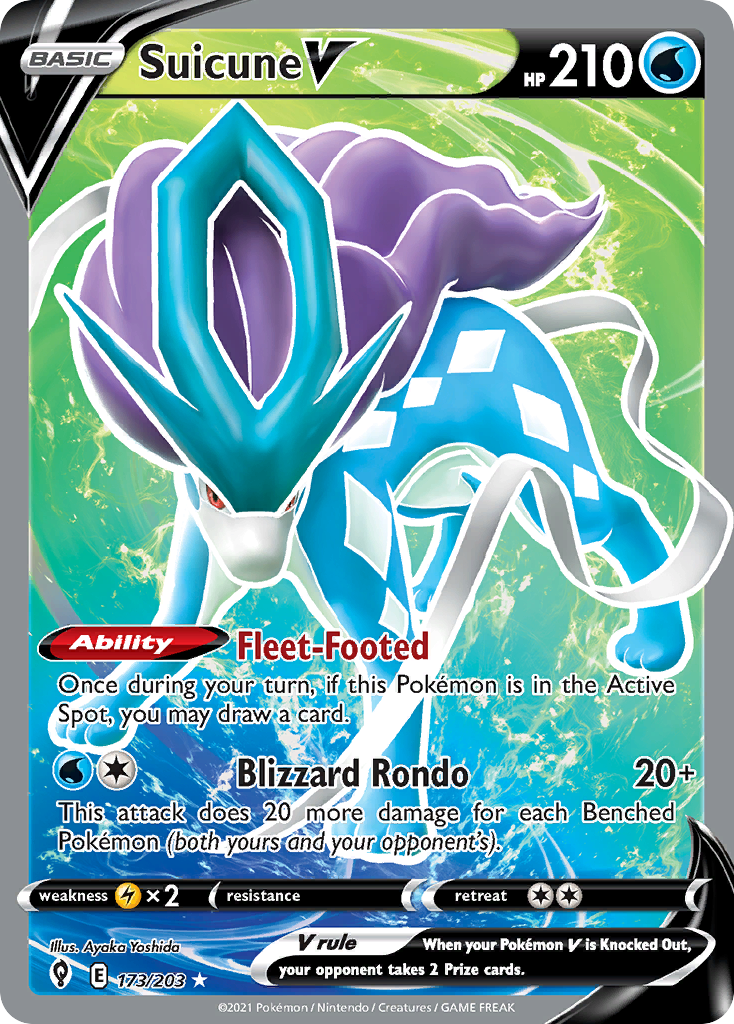 BASIC Suicune V HP 210
Ability Fleet-Footed
Once during your turn, if this Pokémon is in the Active
Spot, you may draw a card.
Blizzard Rondo 20+
This attack does 20 more damage for each Benched
Pokémon (both yours and your opponent's).
weakness ×2 resistance retreat
Illus. Ayaka Yoshida
V rule When your Pokémon V is Knocked Out,
your opponent takes 2 Prize cards.
E 173/203 ★
©2021 Pokémon / Nintendo / Creatures / GAME FREAK